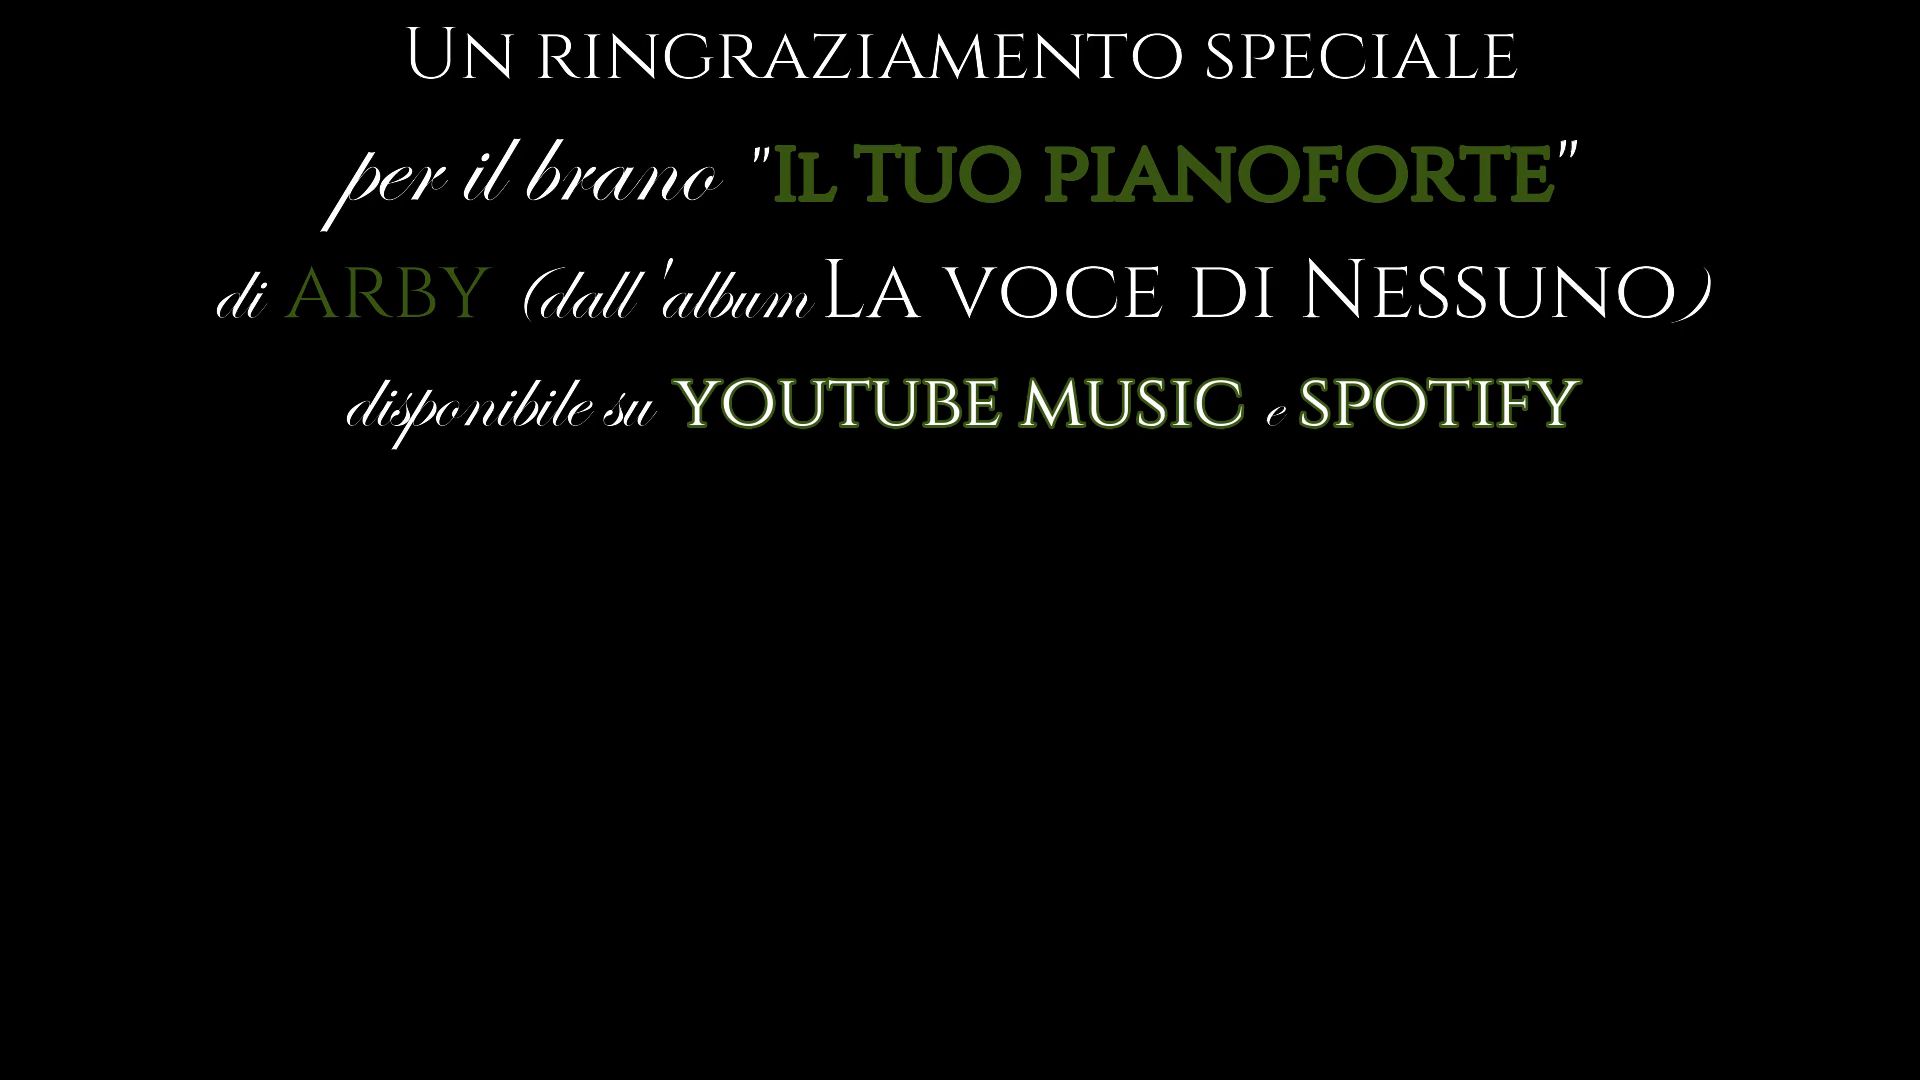 Un ringraziamento speciale
per il brano "Il tuo pianoforte"
di ARBY (dall'album La voce di Nessuno)
disponibile su YOUTUBE MUSIC e SPOTIFY